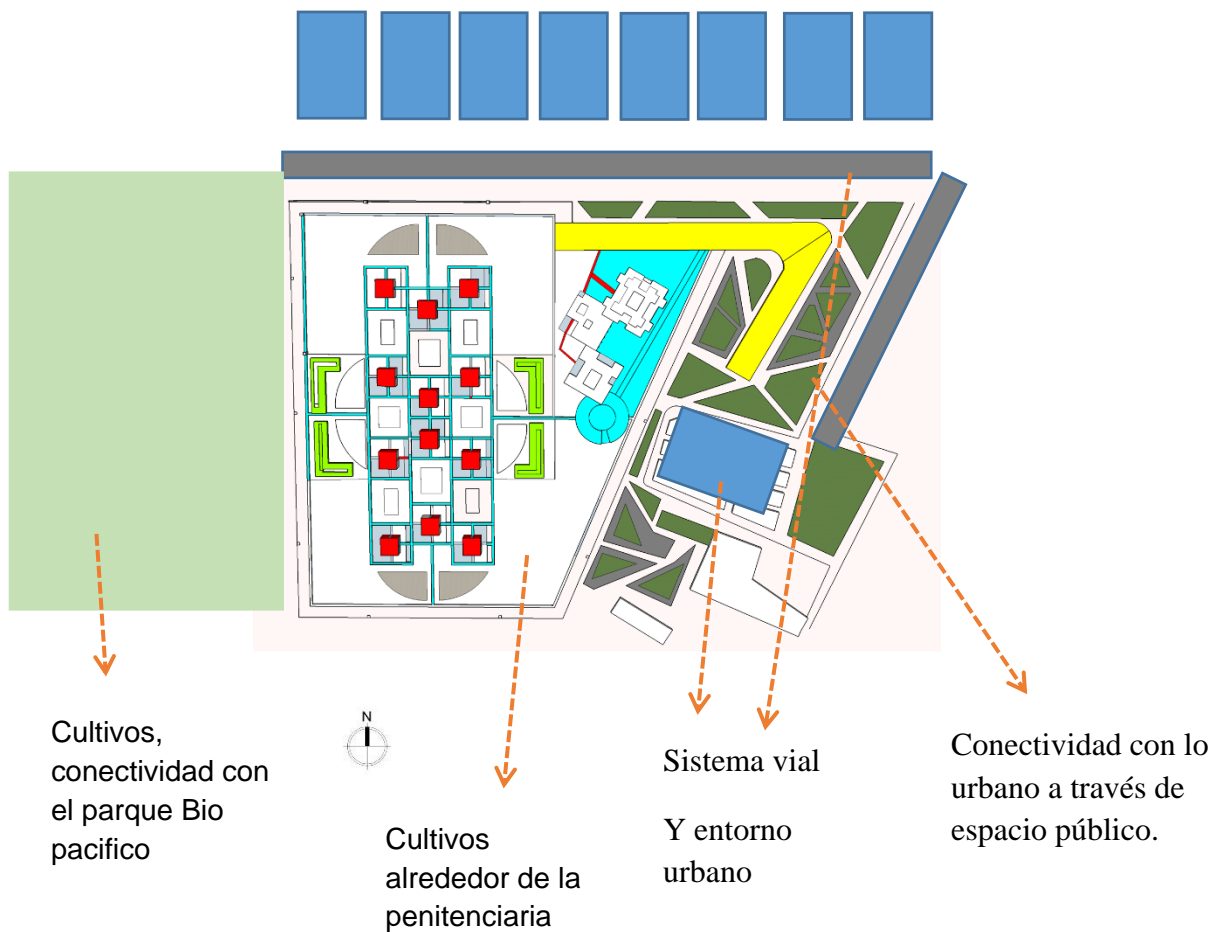 Cultivos,
conectividad con
el parque Bio
pacifico
N
Cultivos
alrededor de la
penitenciaria
Sistema vial
Y entorno
urbano
Conectividad con lo
urbano a través de
espacio público.